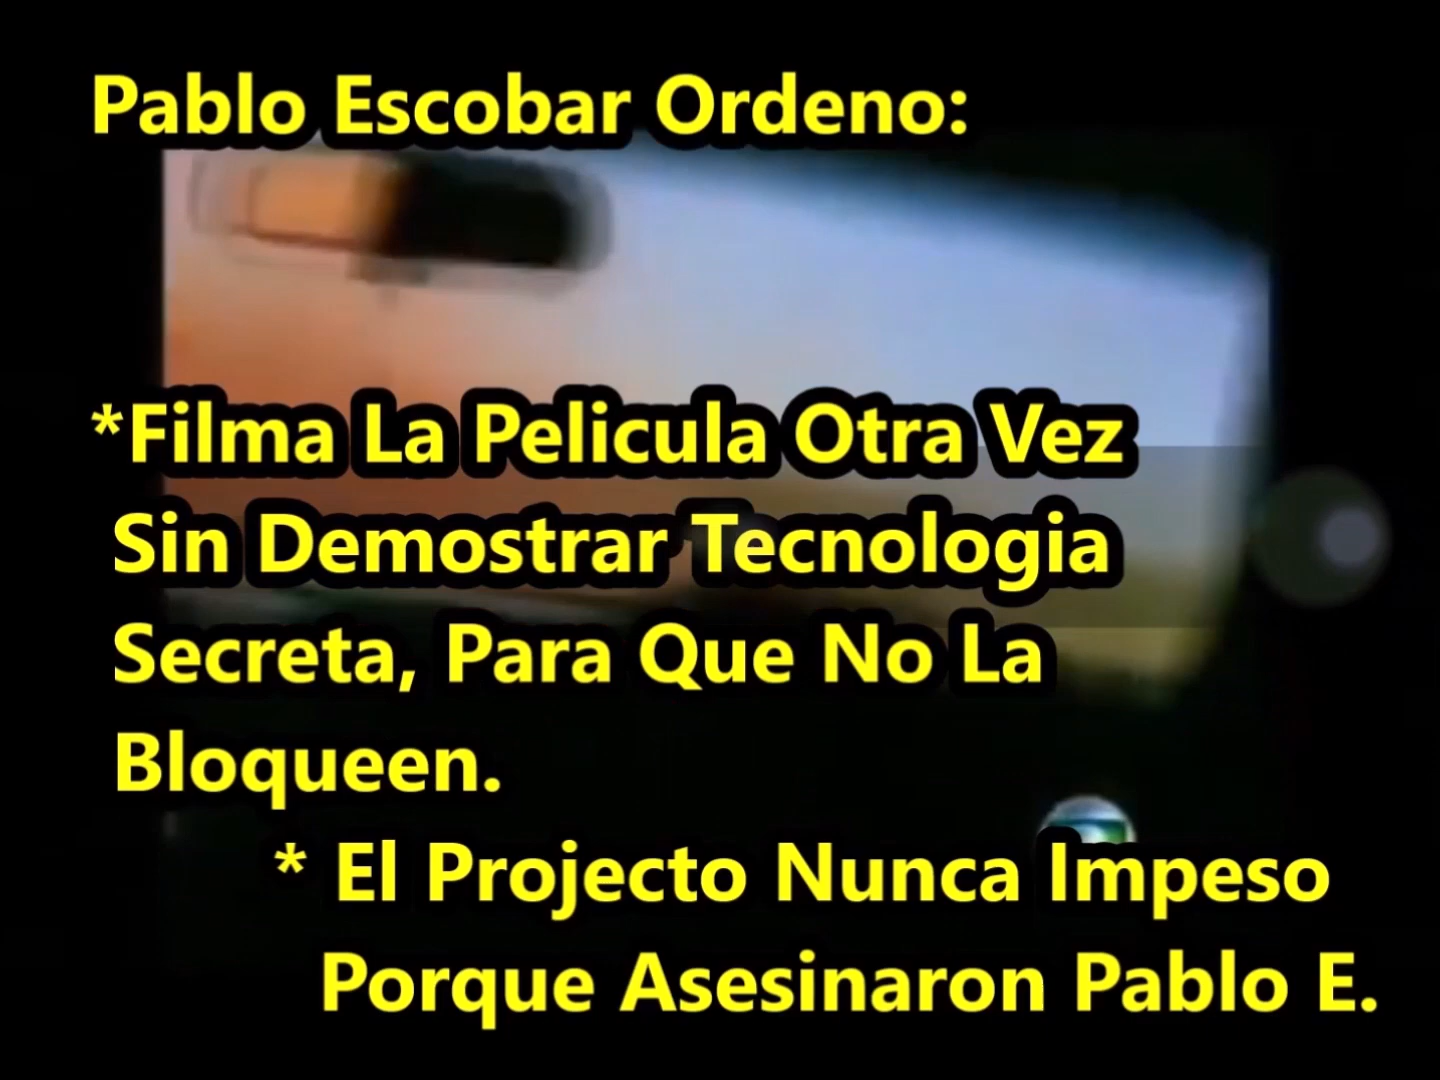 Pablo Escobar Ordeno:
*Filma La Pelicula Otra Vez
Sin Demostrar Tecnologia
Secreta, Para Que No La
Bloqueen.
* El Projecto Nunca Impeso
Porque Asesinaron Pablo E.